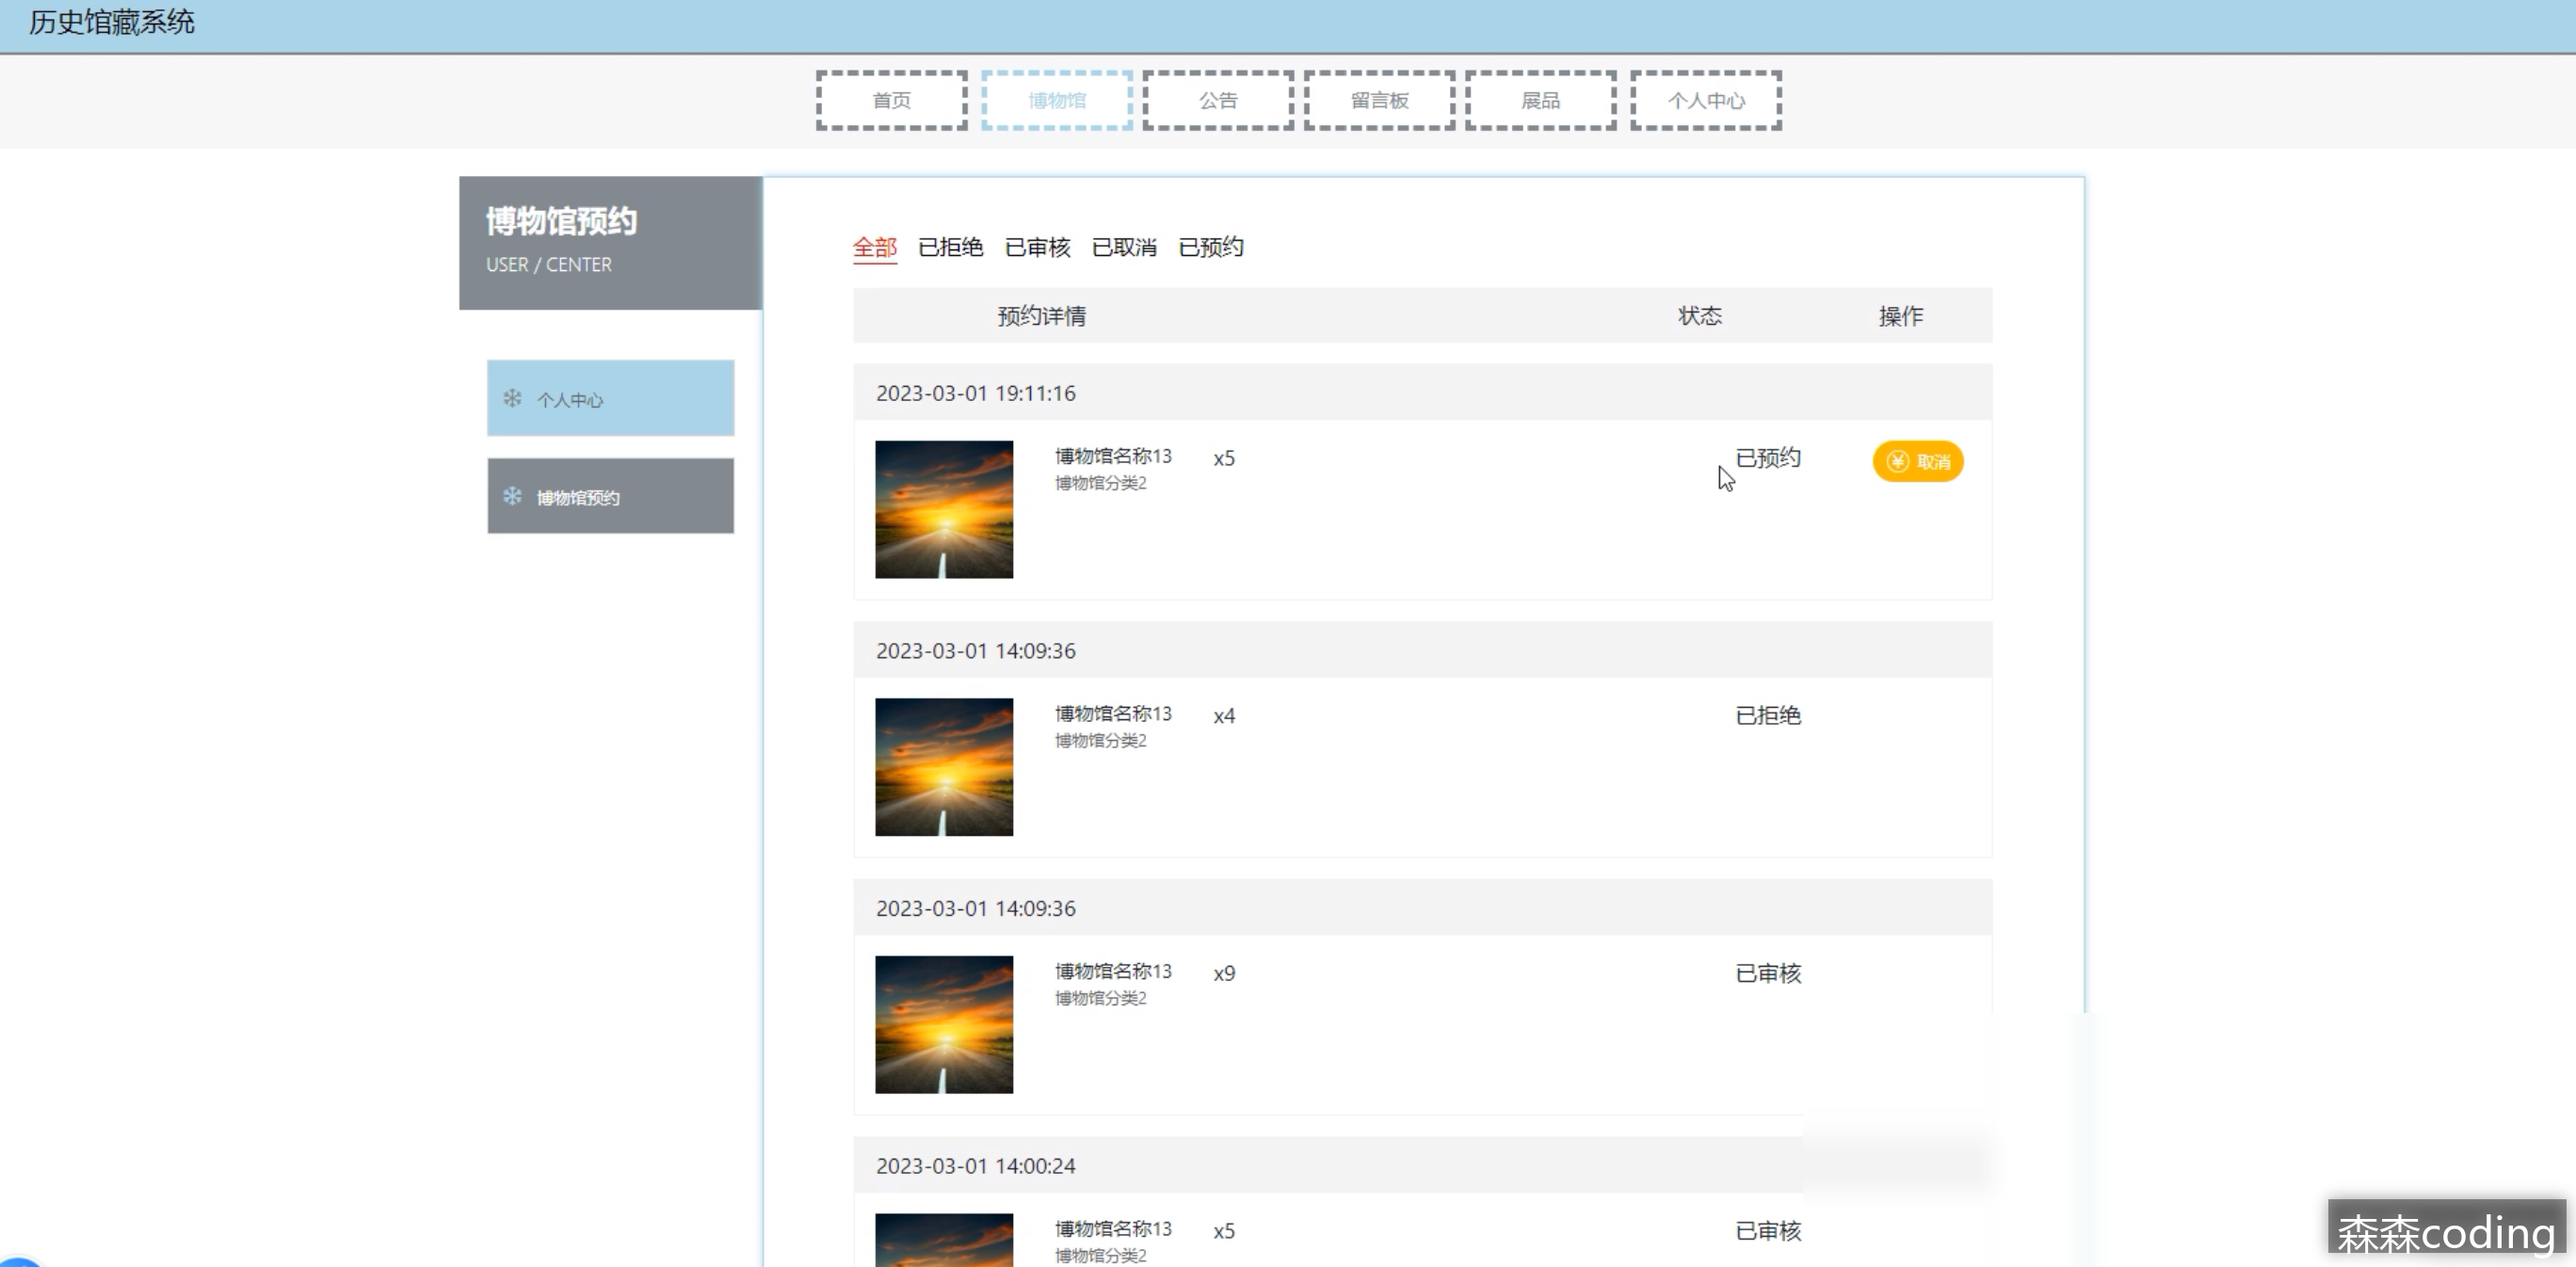 历史馆藏系统
首页 博物馆 公告 留言板 展品 个人中心
博物馆预约
USER / CENTER
个人中心
博物馆预约
全部 已拒绝 已审核 已取消 已预约
预约详情 状态 操作
2023-03-01 19:11:16
博物馆名称13 x5 已预约 取消
博物馆分类2
2023-03-01 14:09:36
博物馆名称13 x4 已拒绝
博物馆分类2
2023-03-01 14:09:36
博物馆名称13 x9 已审核
博物馆分类2
2023-03-01 14:00:24
博物馆名称13 x5 已审核
博物馆分类2
森森coding